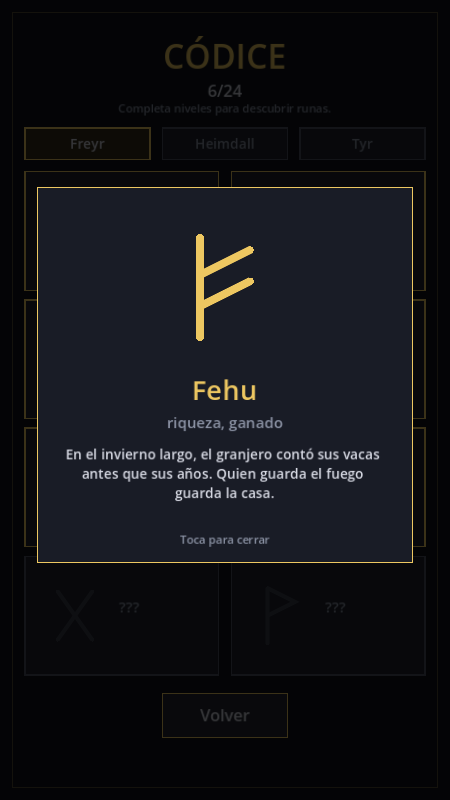 CÓDICE
6/24
Completa niveles para descubrir runas.
Freyr
Heimdall
Tyr
Fehu
riqueza, ganado
En el invierno largo, el granjero contó sus vacas
antes que sus años. Quien guarda el fuego
guarda la casa.
Toca para cerrar
???
???
Volver